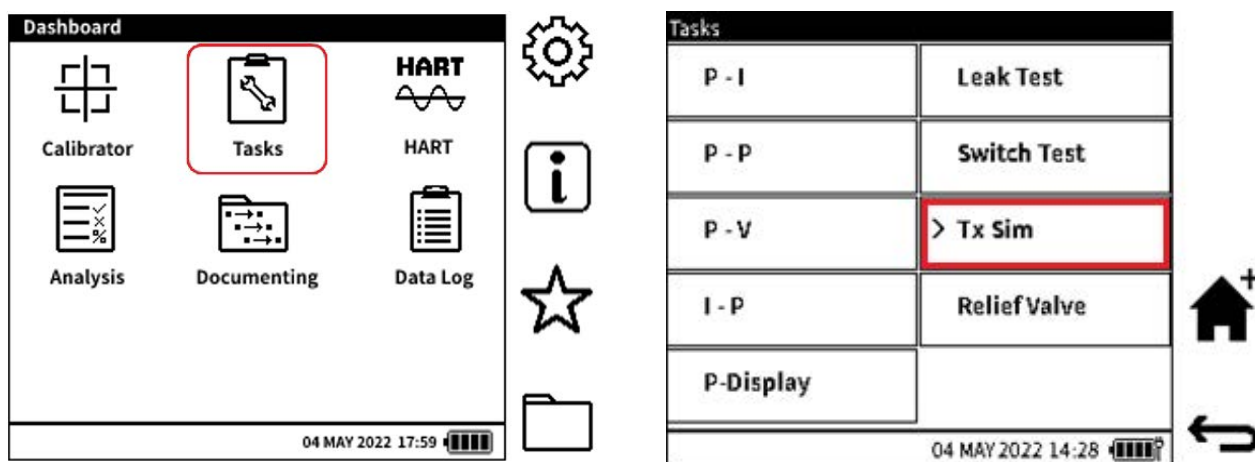 Dashboard
HART
Calibrator Tasks HART
i
Analysis Documenting Data Log
04 MAY 2022 17:59
Tasks
P - I Leak Test
P - P Switch Test
P - V > Tx Sim
I - P Relief Valve
P-Display
04 MAY 2022 14:28